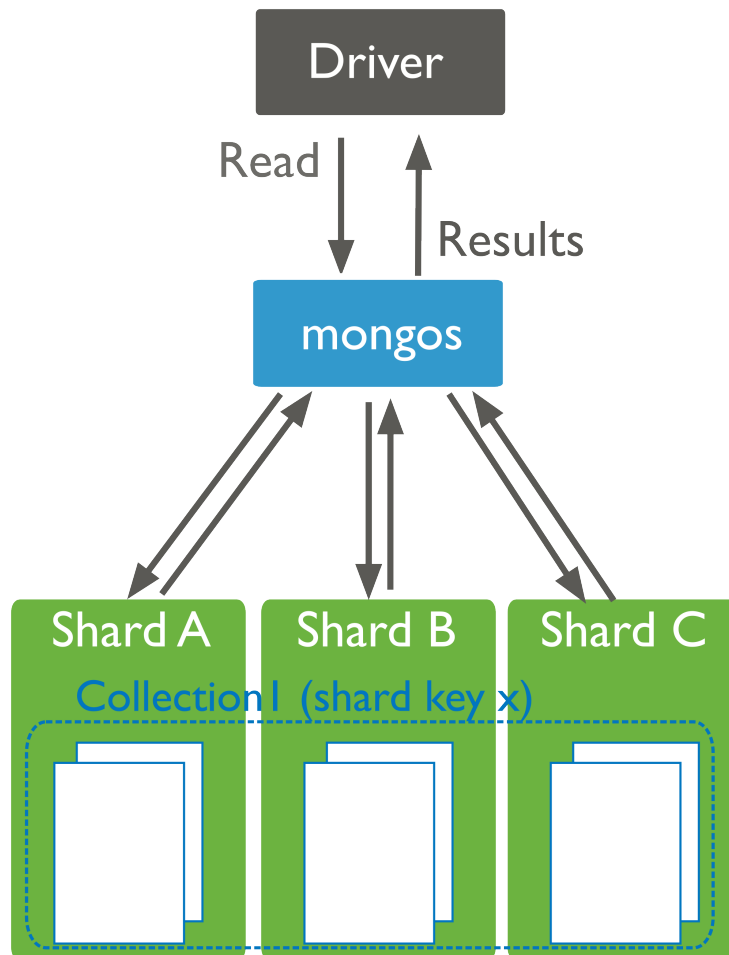 Driver
Read
Results
mongos
Shard A
Shard B
Shard C
Collection1 (shard key x)